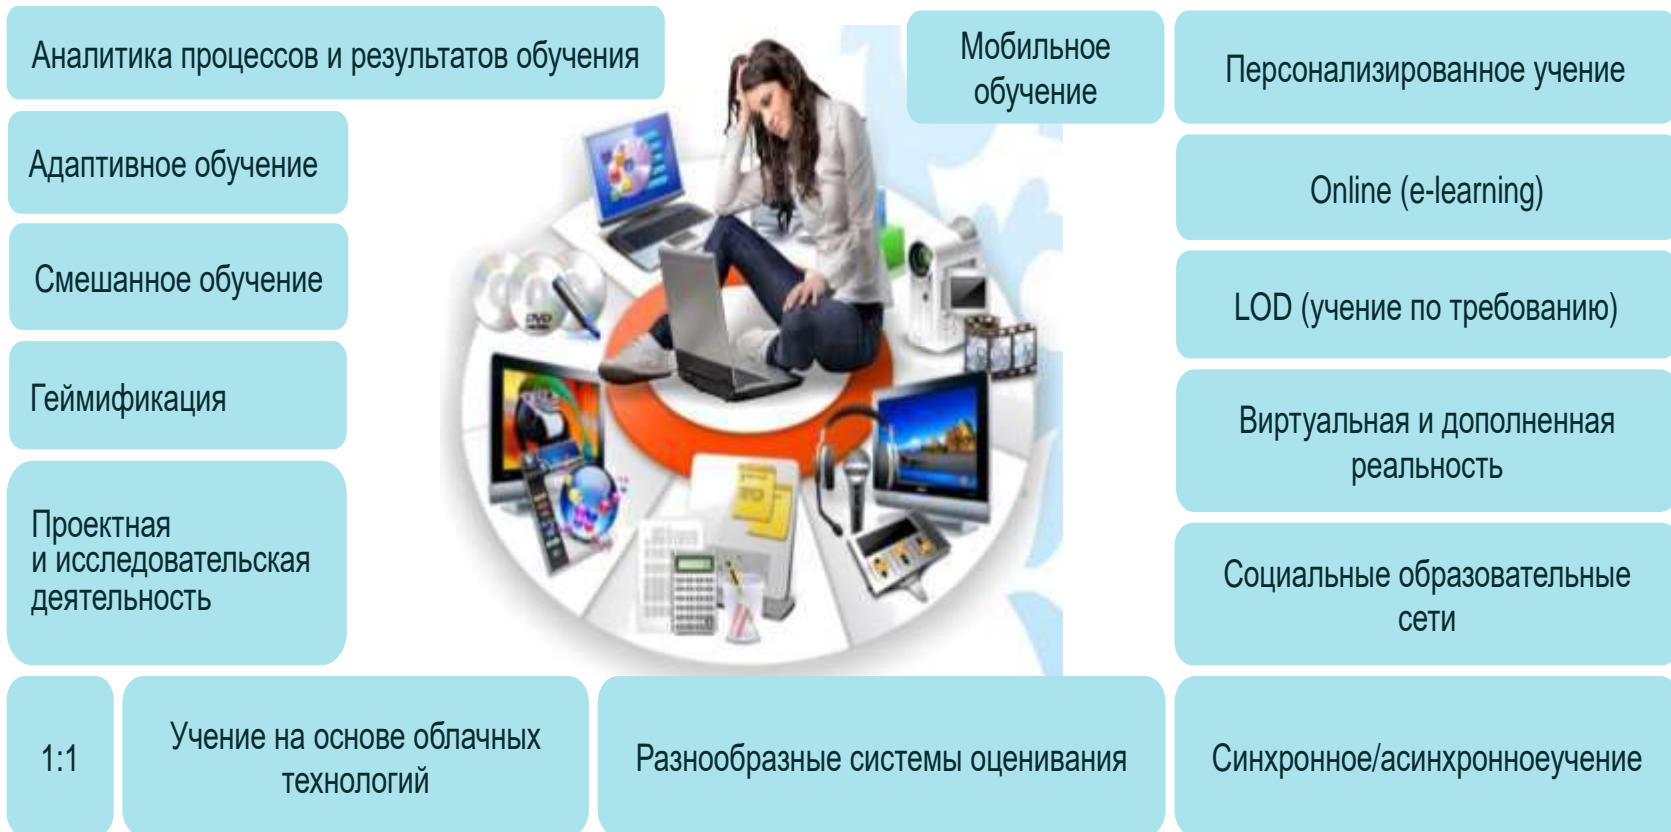 Аналитика процессов и результатов обучения
Мобильное
обучение
Персонализированное учение
Адаптивное обучение
Online (e-learning)
Смешанное обучение
LOD (учение по требованию)
DVD
Геймификация
Виртуальная и дополненная
реальность
Проектная
и исследовательская
деятельность
Социальные образовательные
сети
1:1
Учение на основе облачных
технологий
Разнообразные системы оценивания
Синхронное/асинхронноеучение